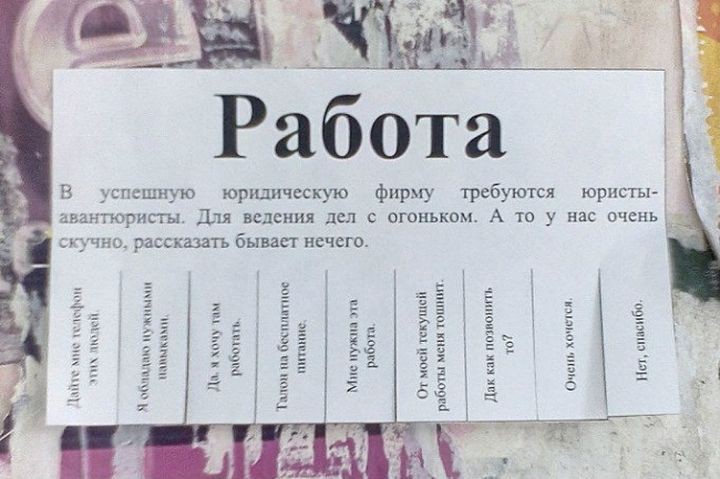 Работа
В успешную юридическую фирму требуются юристы-
авантюристы. Для ведения дел с огоньком. А то у нас очень
скучно, рассказать бывает нечего.
Дайте мне телефон
этих людей.
Я обладаю нужными
навыками.
Да, я хочу там
работать.
Талон на бесплатное
питание.
Мне нужна эта
работа.
От моей текущей
работы меня тошнит.
Дак как позвонить
то?
Очень хочется.
Нет, спасибо.